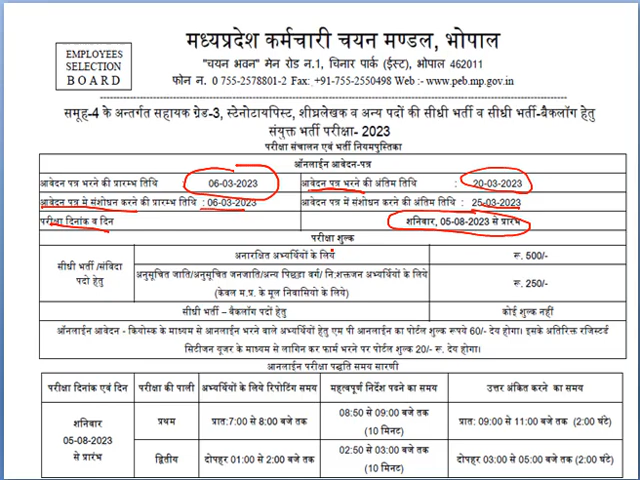 EMPLOYEES
SELECTION
BOARD
मध्यप्रदेश कर्मचारी चयन मण्डल, भोपाल
"चयन भवन" मेन रोड न.1, चिनार पार्क (ईस्ट), भोपाल 462011
फोन न. 0 755-2578801-2 Fax: +91-755-2550498 Web :- www.peb.mp.gov.in
समूह-4 के अन्तर्गत सहायक ग्रेड-3, स्टेनोटायपिस्ट, शीघ्रलेखक व अन्य पदों की सीधी भर्ती व सीधी भर्ती-बैकलॉग हेतु
संयुक्त भर्ती परीक्षा- 2023
परीक्षा संचालन एवं भर्ती नियमपुस्तिका
ऑनलाईन आवेदन-पत्र
आवेदन पत्र भरने की प्रारम्भ तिथि 06-03-2023 आवेदन पत्र भरने की अंतिम तिथि : 20-03-2023
आवेदन पत्र में संशोधन करने की प्रारम्भ तिथि : 06-03-2023 आवेदन पत्र में संशोधन करने की अंतिम तिथि : 25-03-2023
परीक्षा दिनांक व दिन शनिवार, 05-08-2023 से प्रारंभ
परीक्षा शुल्क
सीधी भर्ती /संविदा पदो हेतु अनारक्षित अभ्यर्थियों के लिये रू. 500/-
अनुसूचित जाति/अनुसूचित जनजाति/अन्य पिछड़ा वर्ग/ नि:शक्तजन अभ्यर्थियों के लिये रू. 250/-
(केवल म.प्र. के मूल निवासियो के लिए)
सीधी भर्ती – बैकलॉग पदों हेतु कोई शुल्क नहीं
ऑनलाईन आवेदन - कियोस्क के माध्यम से आनलाईन भरने वाले अभ्यर्थियों हेतु एम पी आनलाईन का पोर्टल शुल्क रूपये 60/- देय होगा। इसके अतिरिक्त रजिस्टर्ड
सिटीजन यूजर के माध्यम से लागिन कर फार्म भरने पर पोर्टल शुल्क 20/- रू. देय होगा।
आनलाईन परीक्षा पद्धति समय सारणी
परीक्षा दिनांक एवं दिन परीक्षा की पाली अभ्यर्थियों के लिये रिपोटिंग समय महत्वपूर्ण निर्देश पढने का समय उत्तर अंकित करने का समय
शनिवार 05-08-2023 से प्रारंभ प्रथम प्रात:7:00 से 8:00 बजे तक 08:50 से 09:00 बजे तक (10 मिनट) प्रात: 09:00 से 11:00 बजे तक (2:00 घंटे)
द्वितीय दोपहर 01:00 से 2:00 बजे तक 02:50 से 03:00 बजे तक (10 मिनट) दोपहर 03:00 से 05:00 बजे तक (2:00 घंटे)